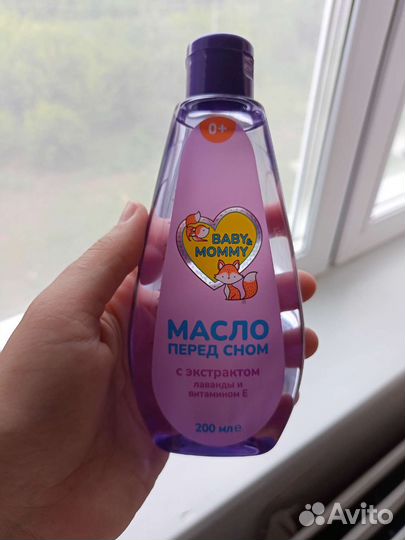 0+
BABY&
MOMMY
МАСЛО
ПЕРЕД СНОМ
с экстрактом
лаванды и
витамином Е
200 мл℮
Avito